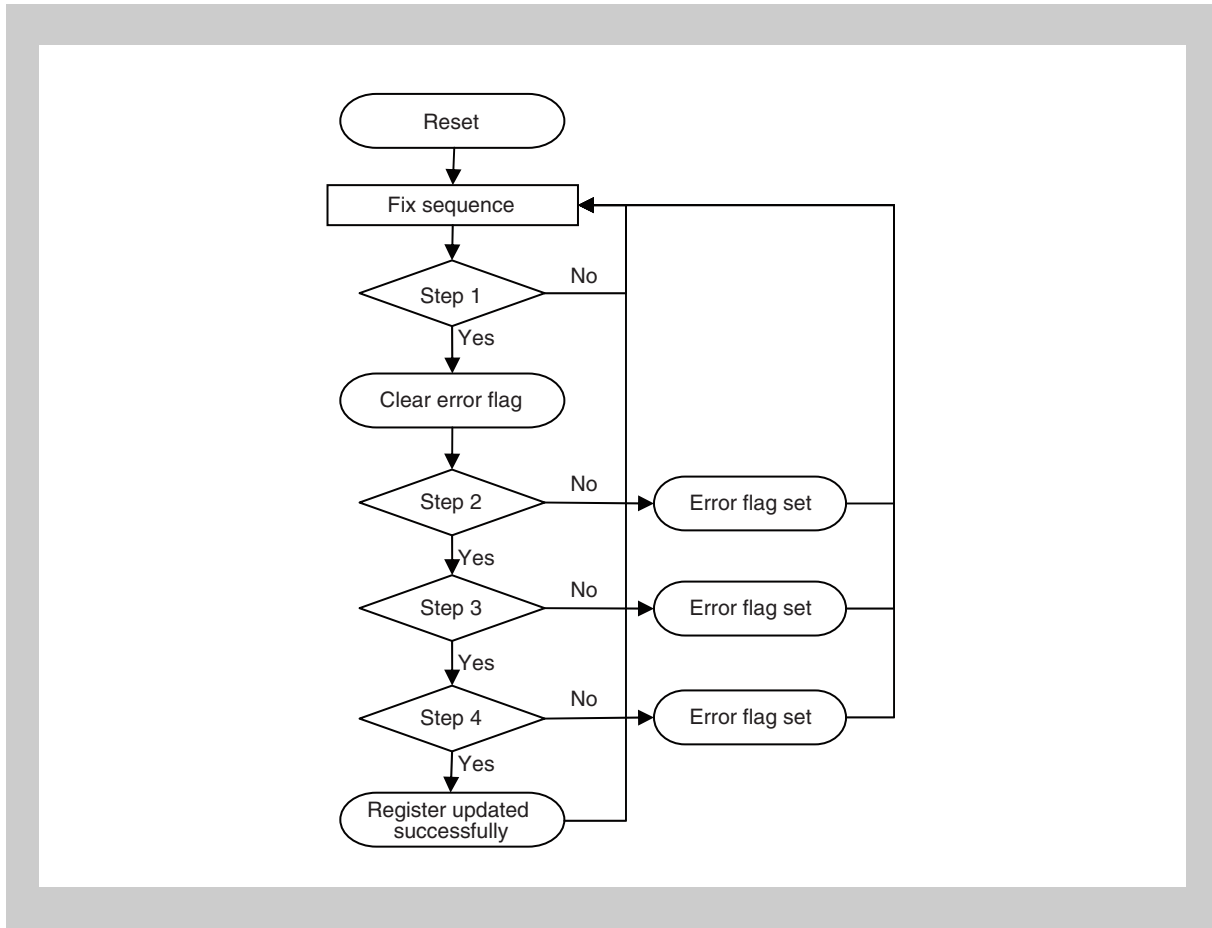 Reset
Fix sequence
No
Step 1
Yes
Clear error flag
No
Step 2
Error flag set
Yes
No
Step 3
Error flag set
Yes
No
Step 4
Error flag set
Yes
Register updated
successfully